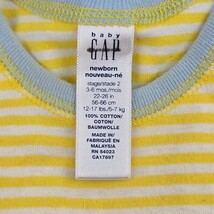 baby
GAP
newborn
nouveau-né
stage/stade 2
3-6 mos/mois
22-26 in
56-66 cm
12-17 lbs/5-7 kg
100% COTTON/
COTON/
BAUMWOLLE
MADE IN/
FABRIQUÉ EN
MALAYSIA
RN 54023
CA17897